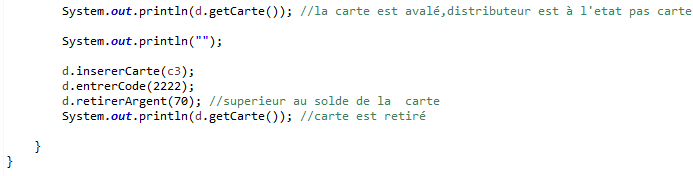 System.out.println(d.getCarte()); //la carte est avalé,distributeur est à l'etat pas carte
System.out.println("");
d.insererCarte(c3);
d.entrerCode(2222);
d.retirerArgent(70); //superieur au solde de la  carte
System.out.println(d.getCarte()); //carte est retiré
}
}